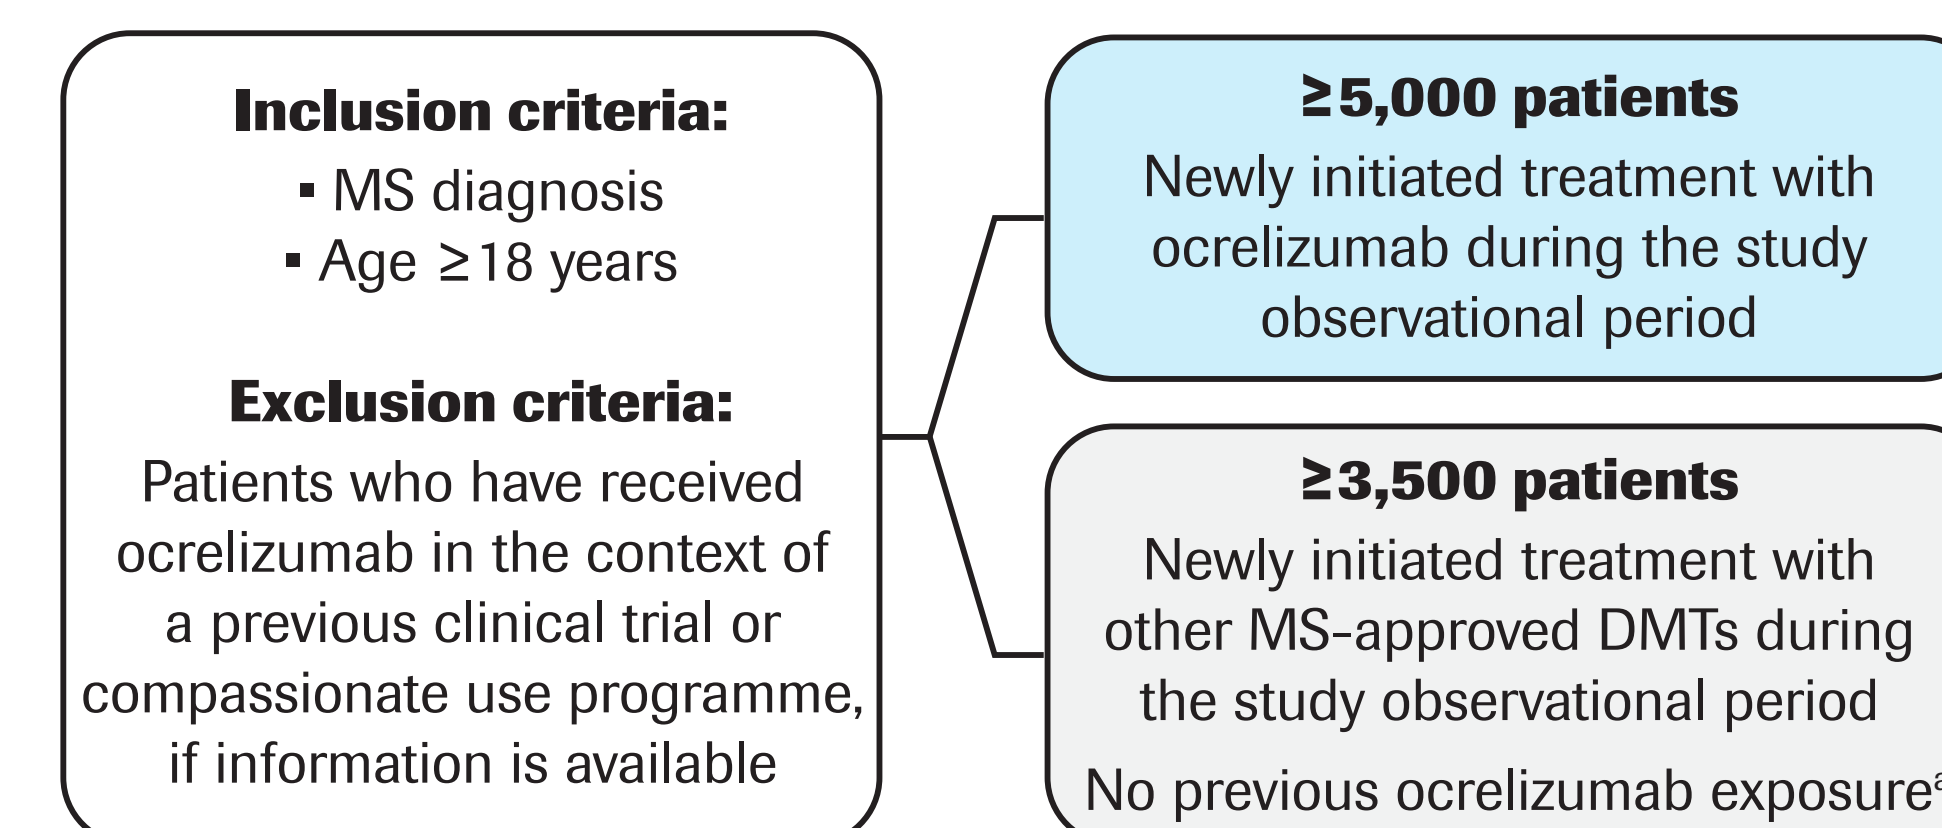 Inclusion criteria:
▪ MS diagnosis
▪ Age ≥18 years
Exclusion criteria:
Patients who have received
ocrelizumab in the context of
a previous clinical trial or
compassionate use programme,
if information is available
≥5,000 patients
Newly initiated treatment with
ocrelizumab during the study
observational period
≥3,500 patients
Newly initiated treatment with
other MS-approved DMTs during
the study observational period
No previous ocrelizumab exposureᵃ